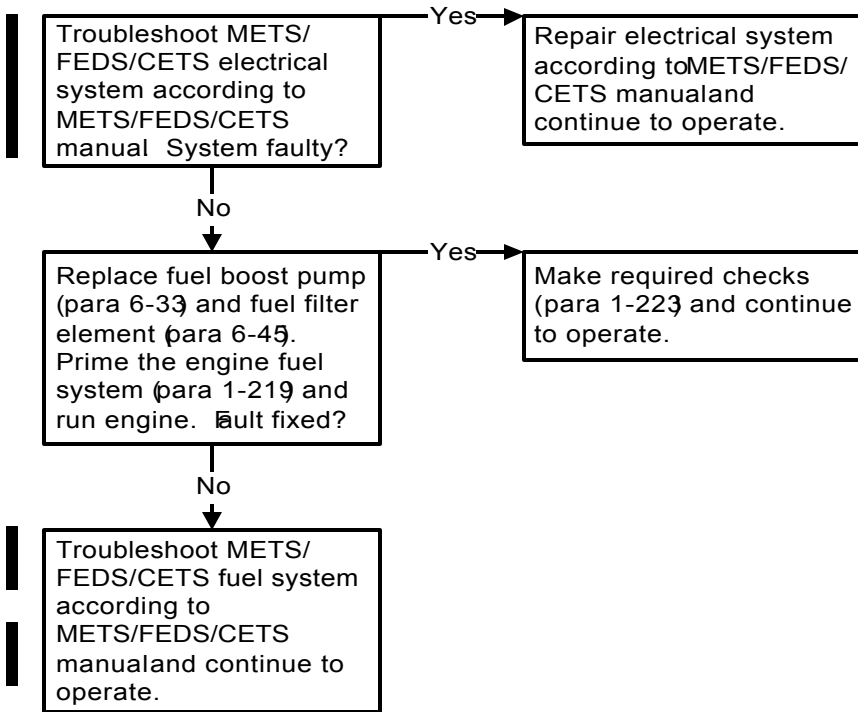 Troubleshoot METS/
FEDS/CETS electrical
system according to
METS/FEDS/CETS
manual. System faulty?
Yes
Repair electrical system
according toMETS/FEDS/
CETS manualand
continue to operate.
No
Replace fuel boost pump
(para 6-33) and fuel filter
element (para 6-45).
Prime the engine fuel
system (para 1-219) and
run engine. Fault fixed?
Yes
Make required checks
(para 1-223) and continue
to operate.
No
Troubleshoot METS/
FEDS/CETS fuel system
according to
METS/FEDS/CETS
manualand continue to
operate.